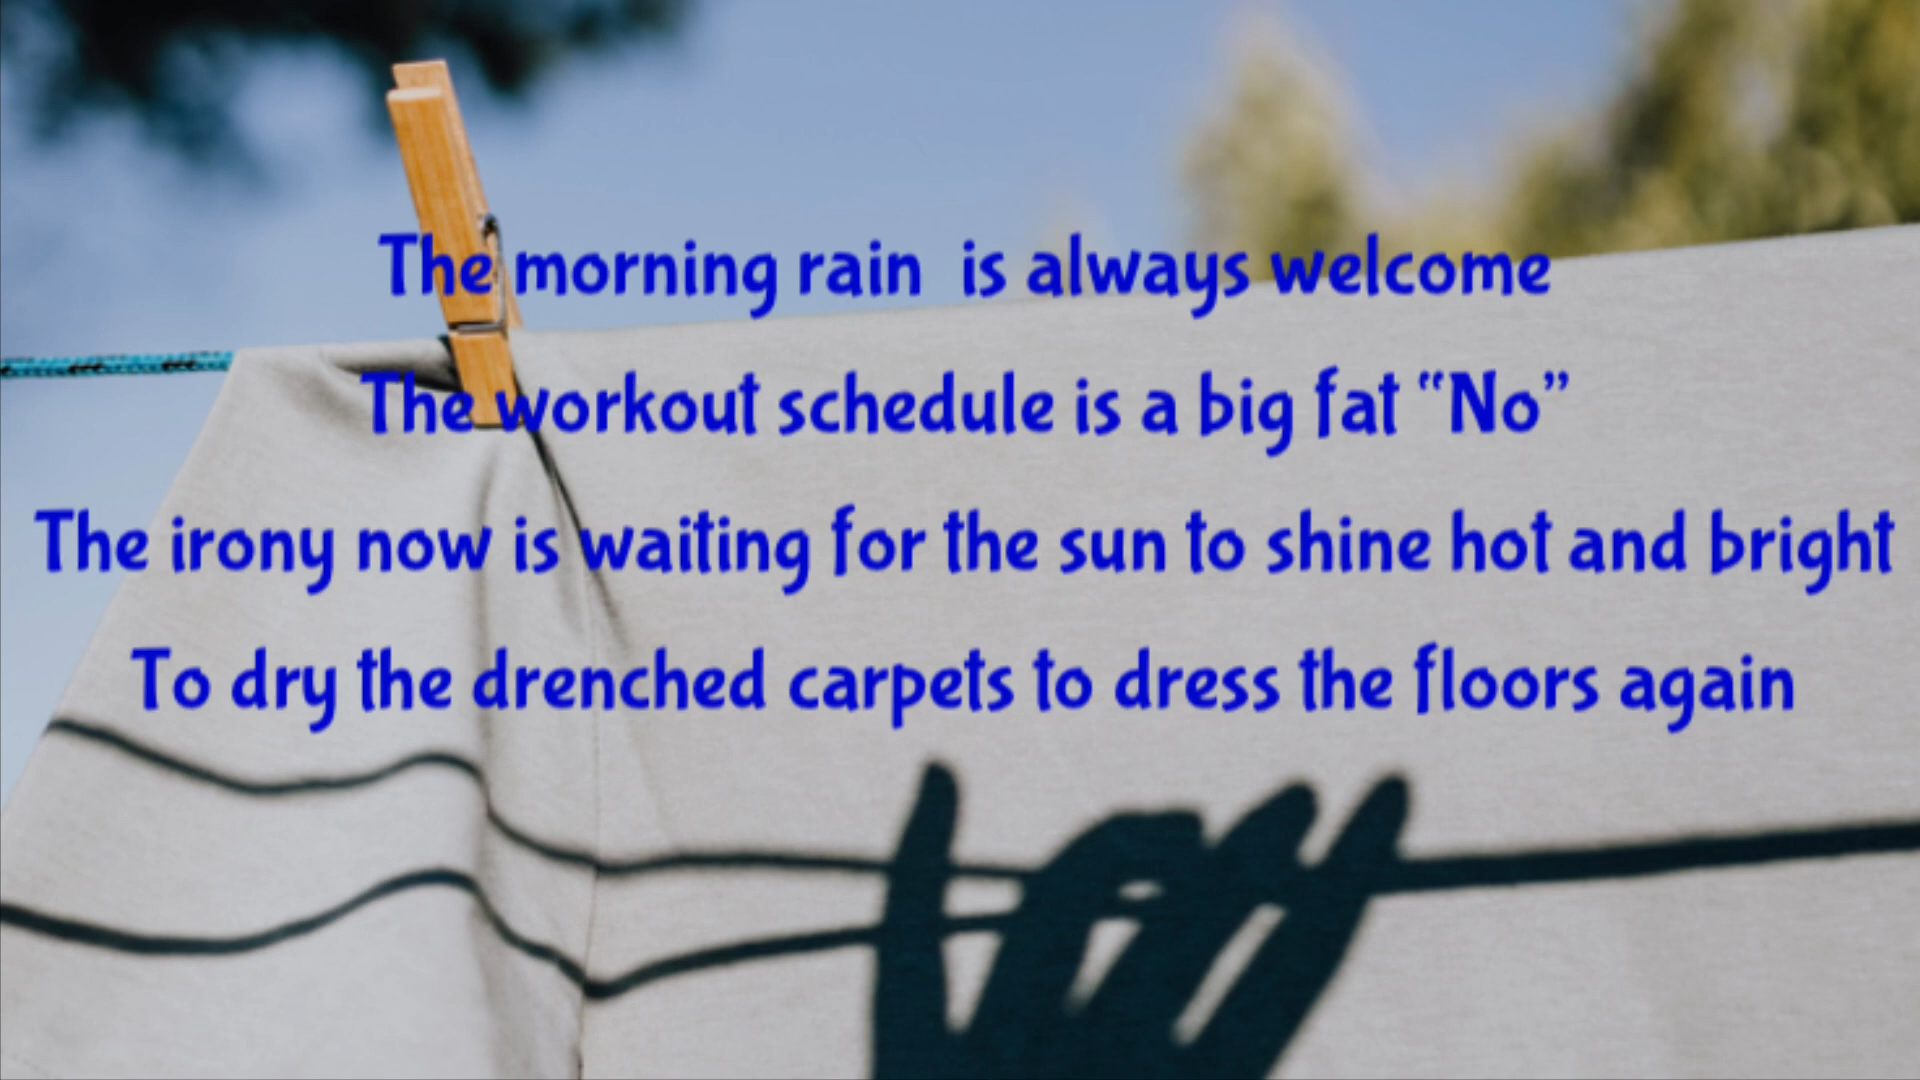 The morning rain  is always welcome
The workout schedule is a big fat “No”
The irony now is waiting for the sun to shine hot and bright
To dry the drenched carpets to dress the floors again